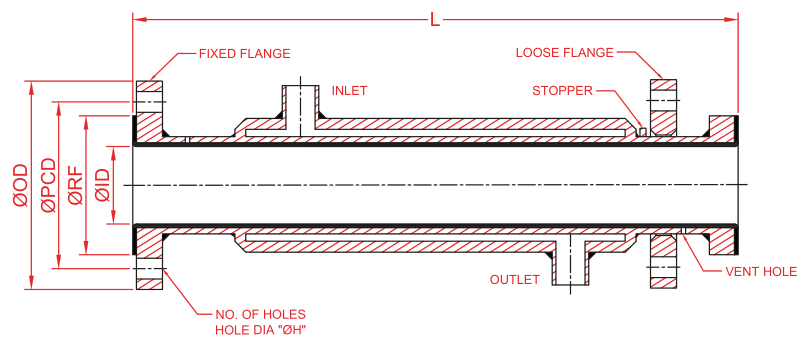 L
FIXED FLANGE
LOOSE FLANGE
INLET
STOPPER
ØOD
ØPCD
ØRF
ØID
OUTLET
VENT HOLE
NO. OF HOLES
HOLE DIA "ØH"